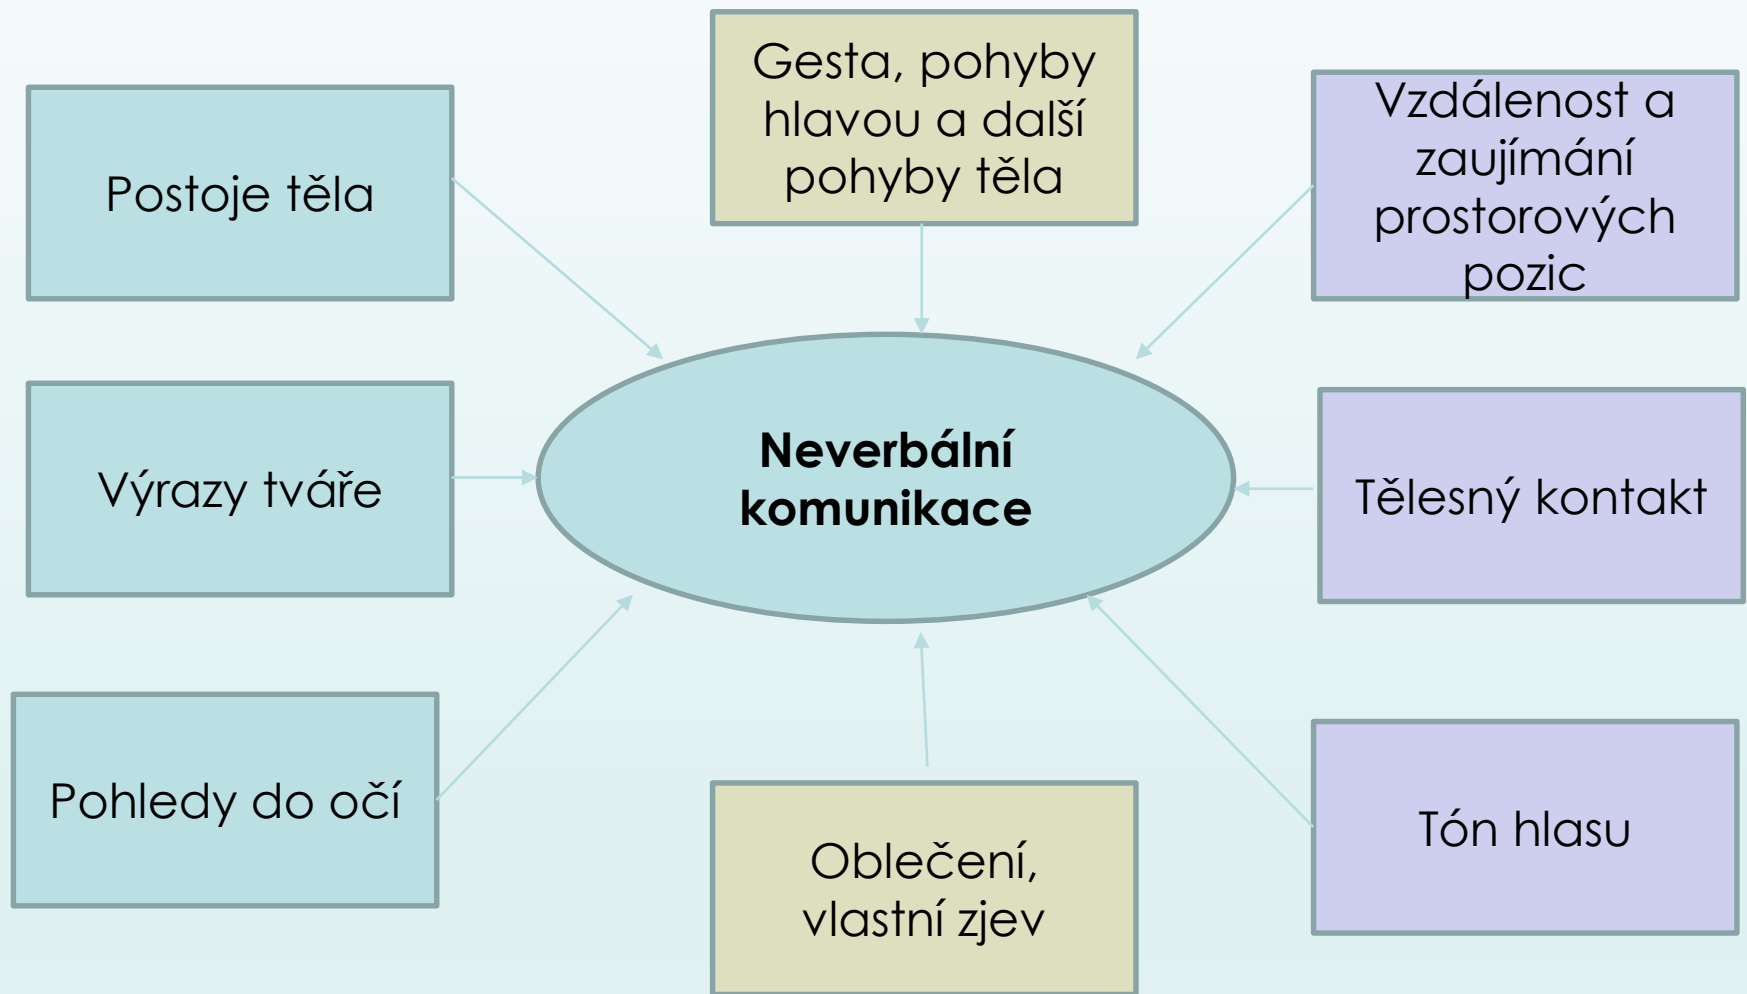 Gesta, pohyby
hlavou a další
pohyby těla
Vzdálenost a
zaujímání
prostorových
pozic
Postoje těla
Výrazy tváře
Neverbální
komunikace
Tělesný kontakt
Pohledy do očí
Oblečení,
vlastní zjev
Tón hlasu